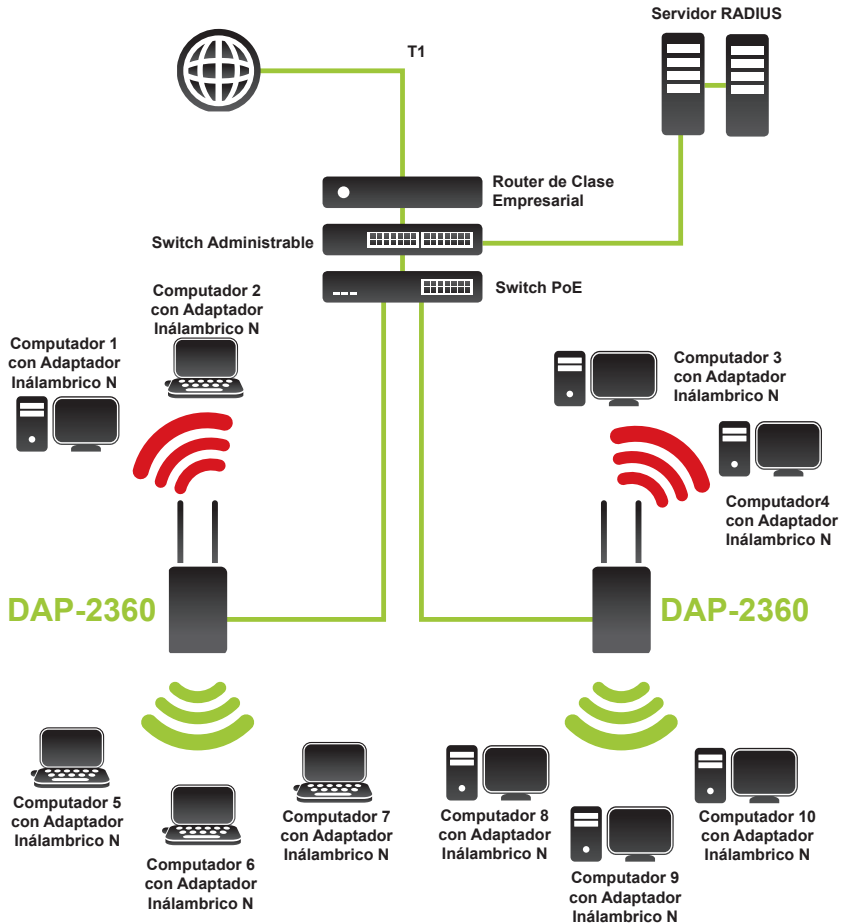 Servidor RADIUS
T1
Router de Clase
Empresarial
Switch Administrable
Switch PoE
Computador 2
con Adaptador
Inálambrico N
Computador 1
con Adaptador
Inálambrico N
Computador 3
con Adaptador
Inálambrico N
Computador4
con Adaptador
Inálambrico N
DAP-2360
DAP-2360
Computador 5
con Adaptador
Inálambrico N
Computador 6
con Adaptador
Inálambrico N
Computador 7
con Adaptador
Inálambrico N
Computador 8
con Adaptador
Inálambrico N
Computador 9
con Adaptador
Inálambrico N
Computador 10
con Adaptador
Inálambrico N